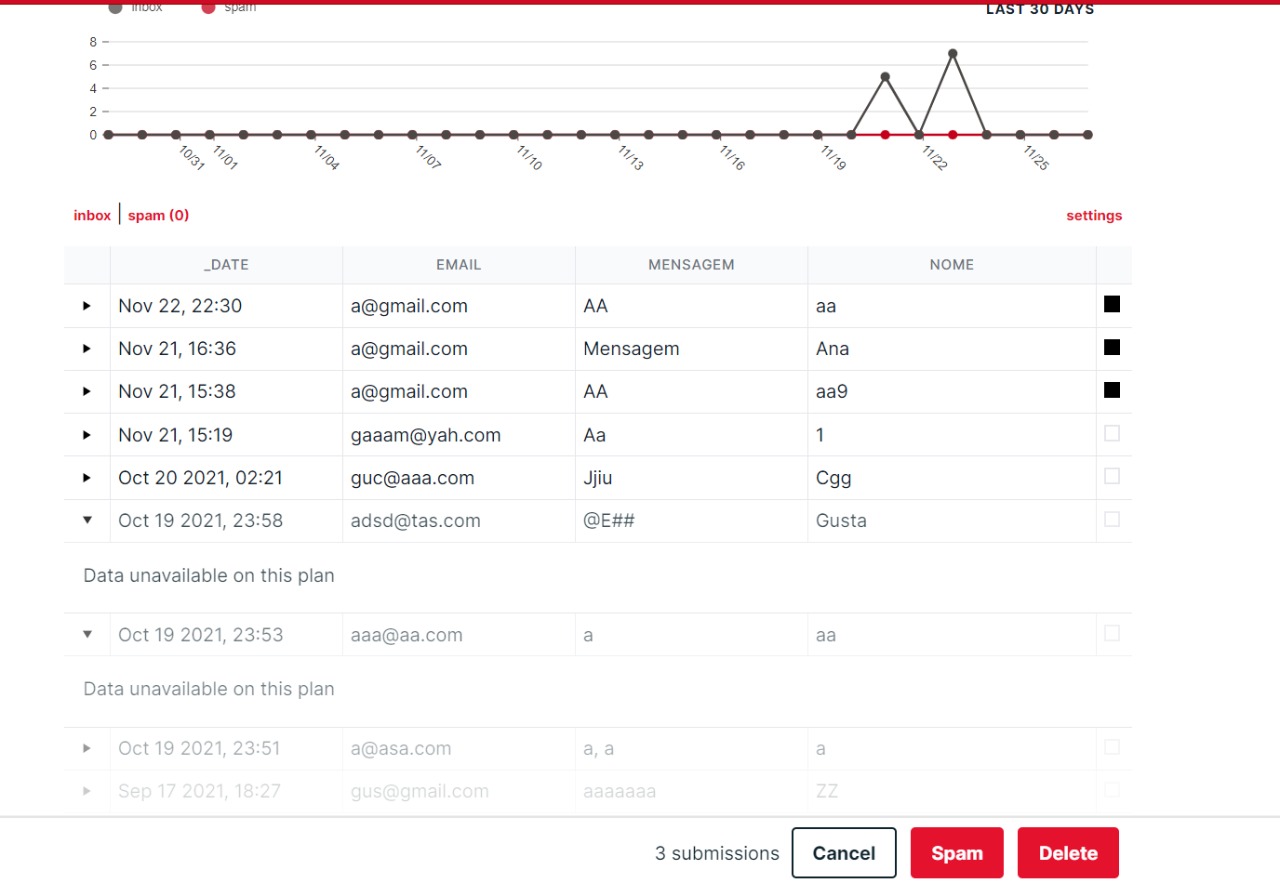 inbox spam LAST 30 DAYS
8
6
4
2
0
10/31 11/01 11/04 11/07 11/10 11/13 11/16 11/19 11/22 11/25
inbox | spam (0) settings
_DATE EMAIL MENSAGEM NOME
Nov 22, 22:30 a@gmail.com AA aa
Nov 21, 16:36 a@gmail.com Mensagem Ana
Nov 21, 15:38 a@gmail.com AA aa9
Nov 21, 15:19 gaaam@yah.com Aa 1
Oct 20 2021, 02:21 guc@aaa.com Jjiu Cgg
Oct 19 2021, 23:58 adsd@tas.com @E## Gusta
Data unavailable on this plan
Oct 19 2021, 23:53 aaa@aa.com a aa
Data unavailable on this plan
Oct 19 2021, 23:51 a@asa.com a, a a
Sep 17 2021, 18:27 gus@gmail.com aaaaaaa ZZ
3 submissions Cancel Spam Delete